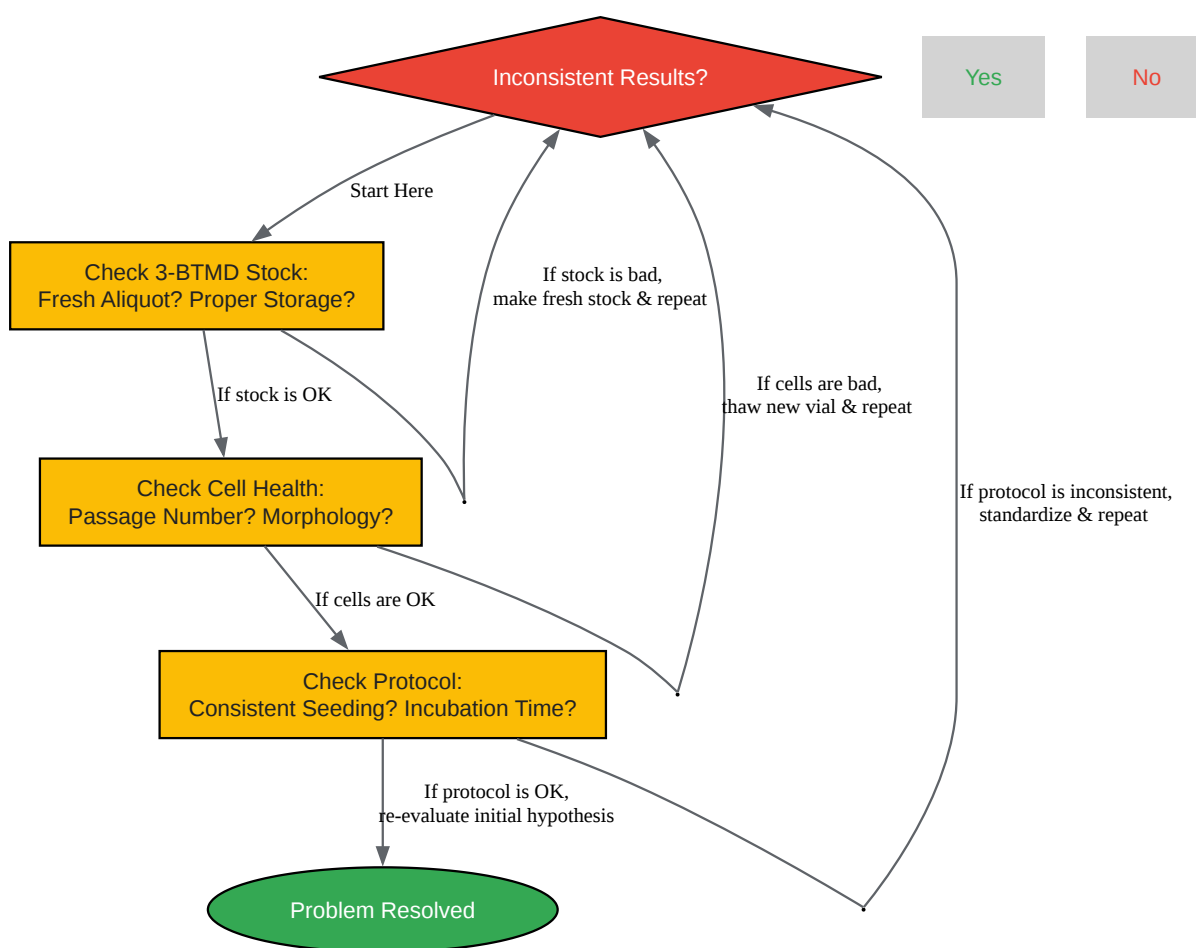 Inconsistent Results?
Yes
No
Start Here
Check 3-BTMD Stock:
Fresh Aliquot? Proper Storage?
If stock is bad,
make fresh stock & repeat
If stock is OK
If cells are bad,
thaw new vial & repeat
Check Cell Health:
Passage Number? Morphology?
If protocol is inconsistent,
standardize & repeat
If cells are OK
Check Protocol:
Consistent Seeding? Incubation Time?
If protocol is OK,
re-evaluate initial hypothesis
Problem Resolved